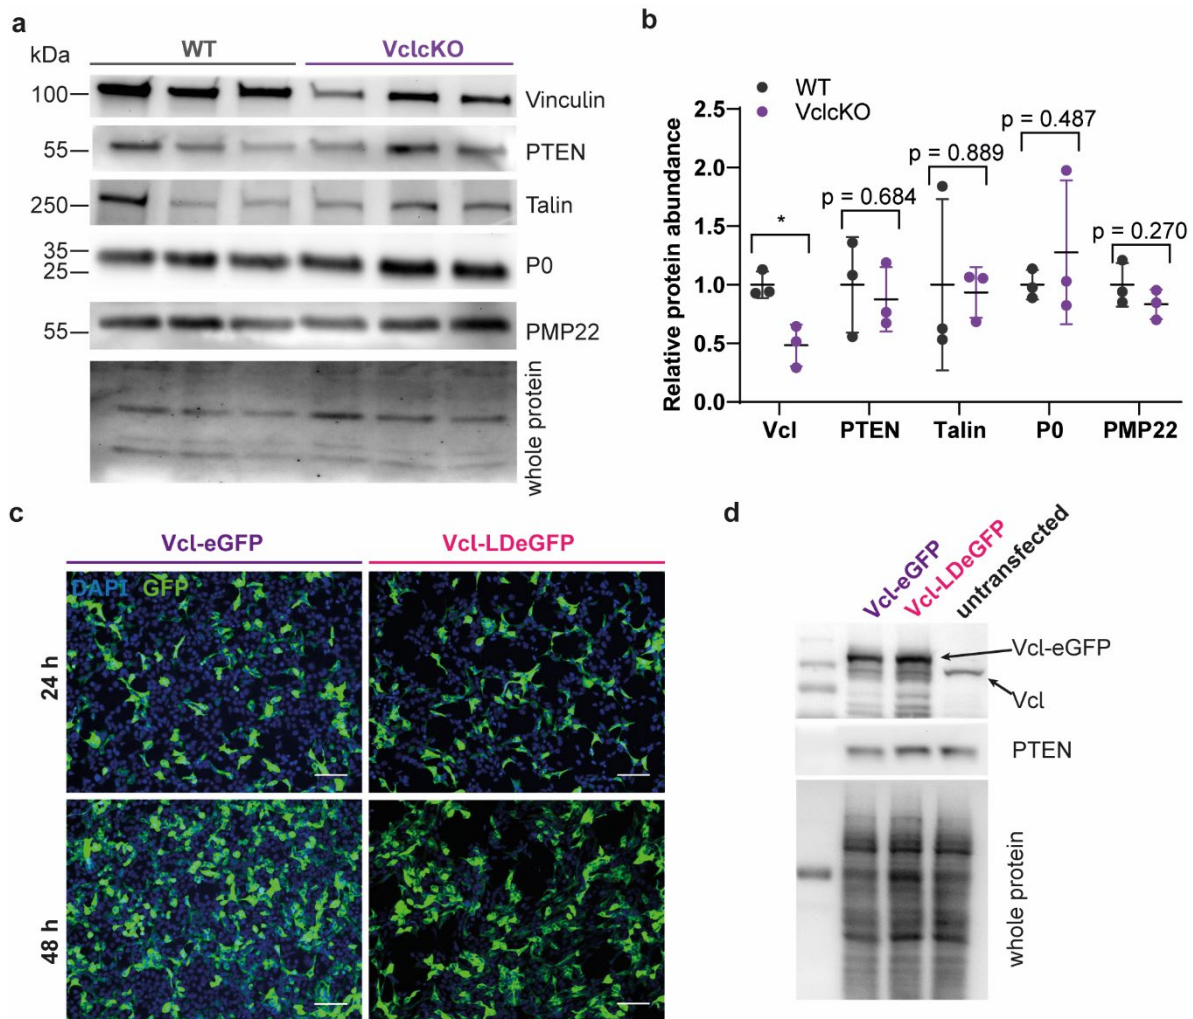 a
WT
VclcKO
kDa
100
Vinculin
55
PTEN
250
Talin
35
25
P0
55
PMP22
whole protein
b
WT
VclcKO
Relative protein abundance
2.5
2.0
1.5
1.0
0.5
0.0
*
p = 0.684
p = 0.889
p = 0.487
p = 0.270
Vcl
PTEN
Talin
P0
PMP22
c
Vcl-eGFP
Vcl-LDeGFP
DAPI GFP
24 h
48 h
d
Vcl-eGFP
Vcl-LDeGFP
untransfected
Vcl-eGFP
Vcl
PTEN
whole protein